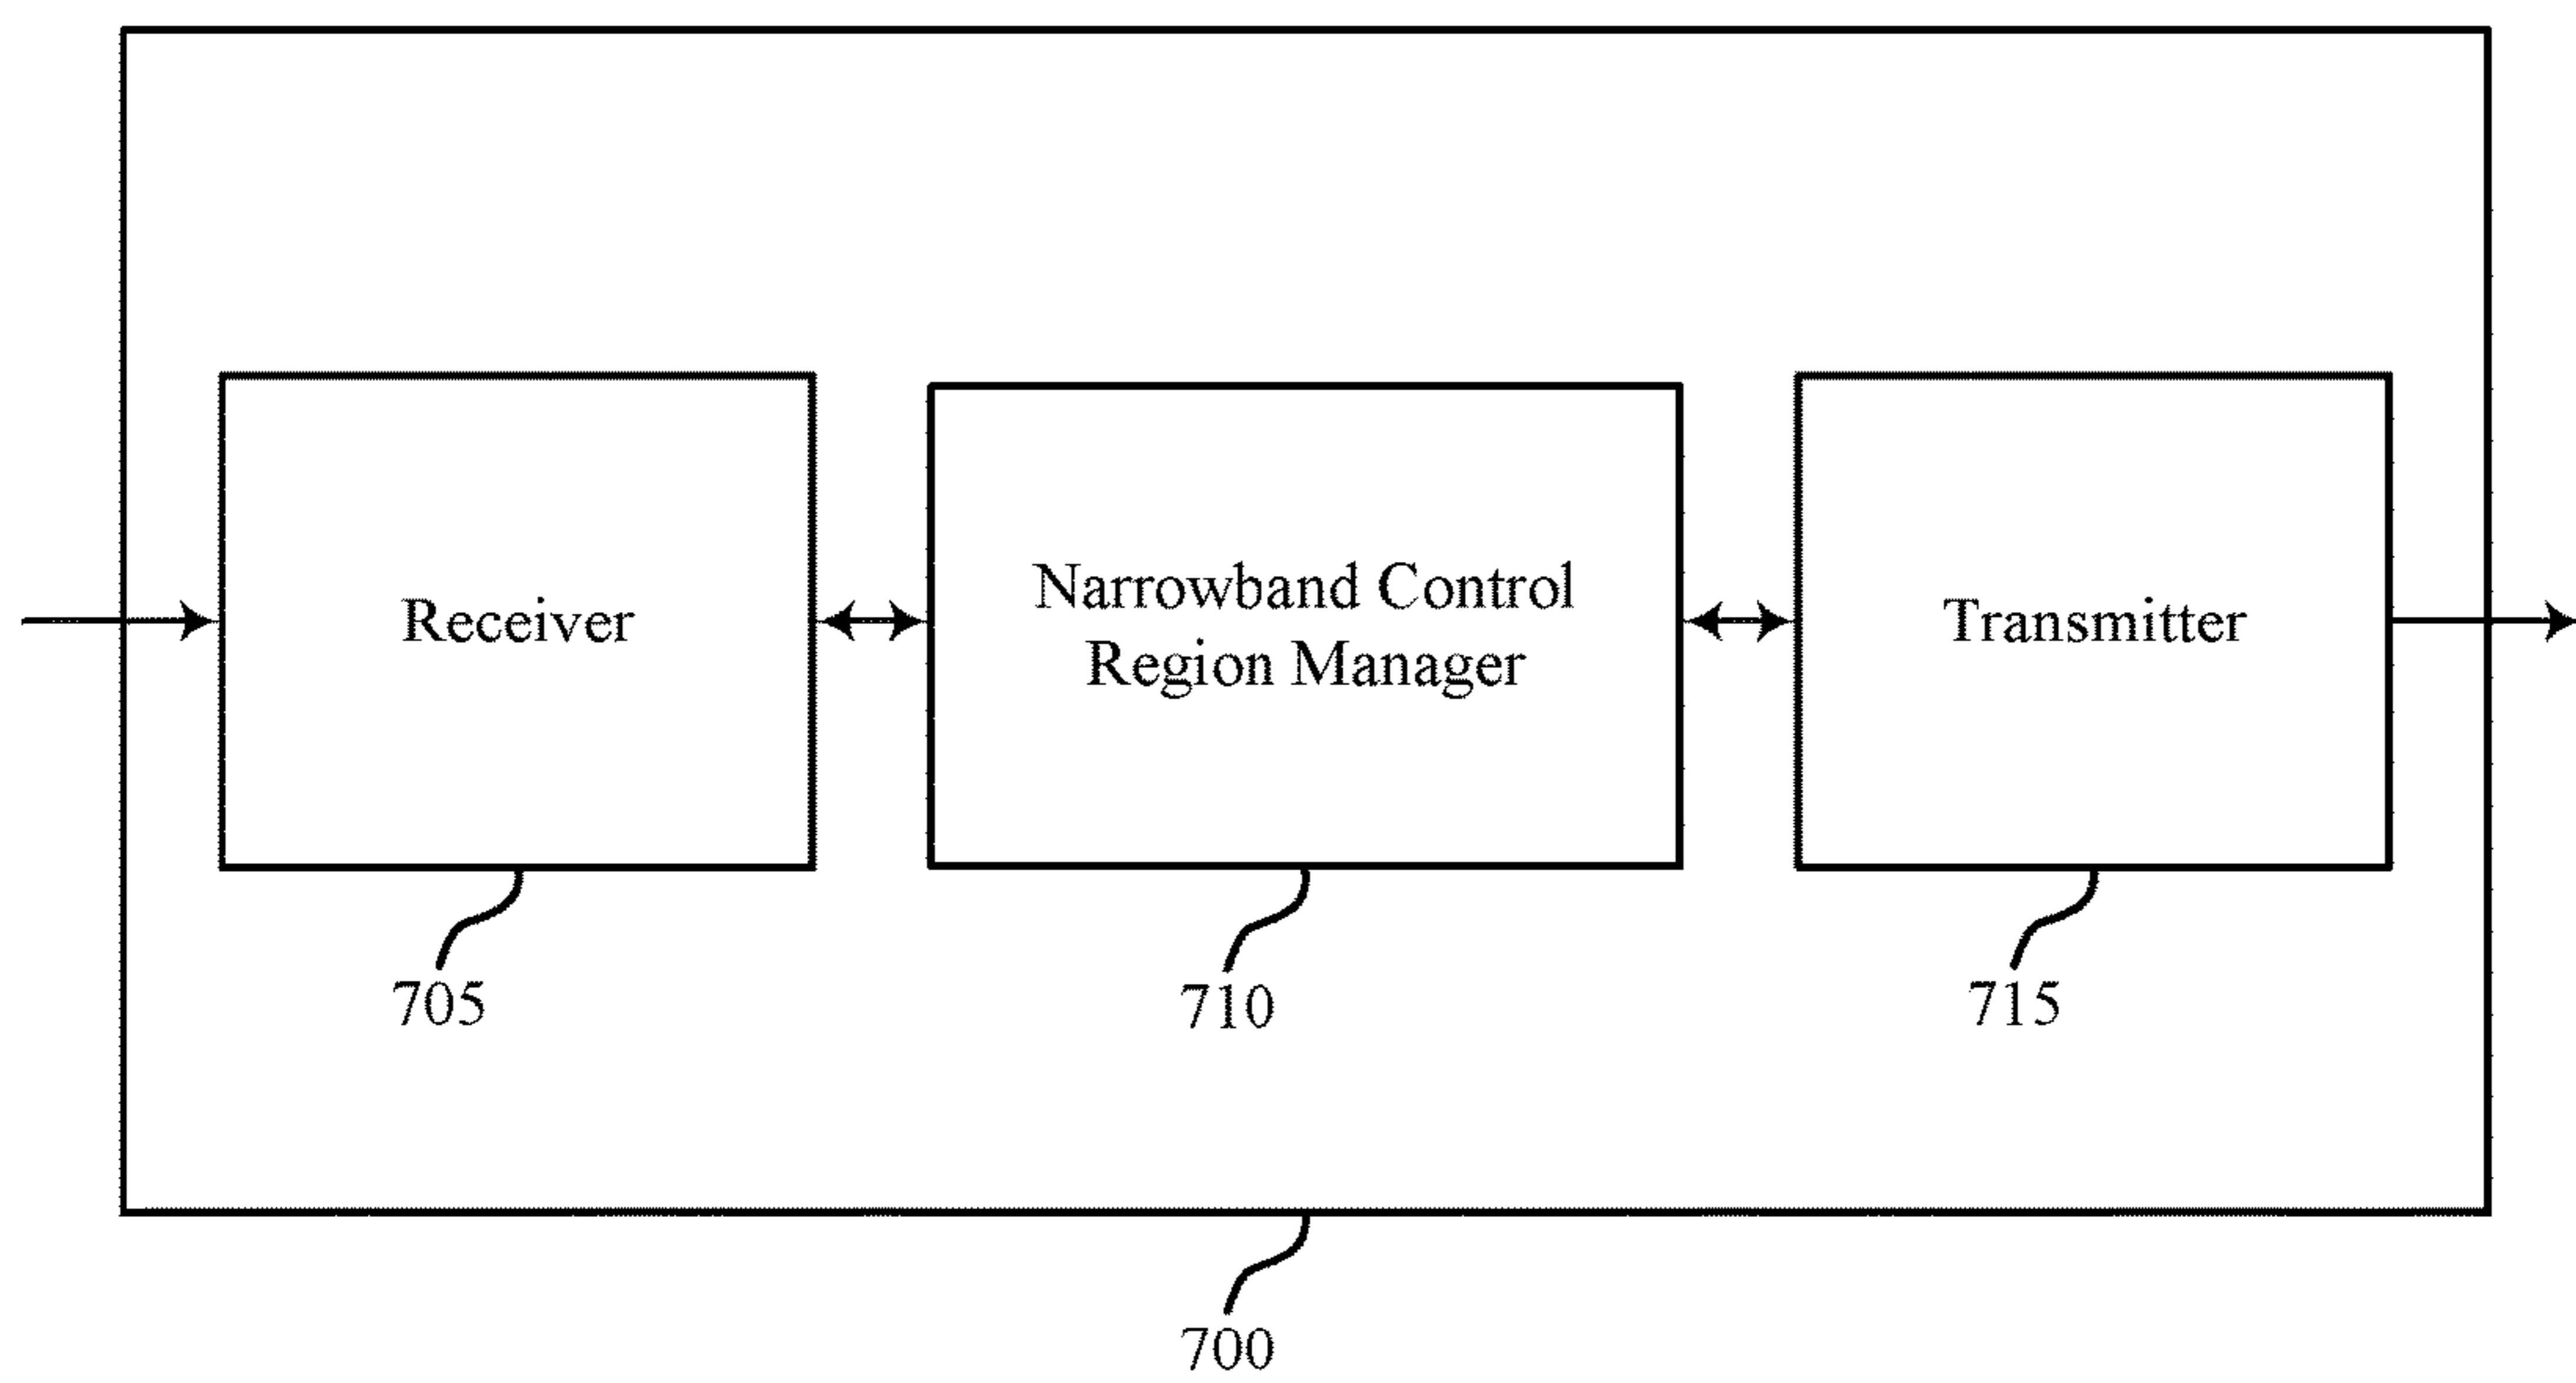 Receiver
Narrowband Control
Region Manager
Transmitter
705
710
715
700